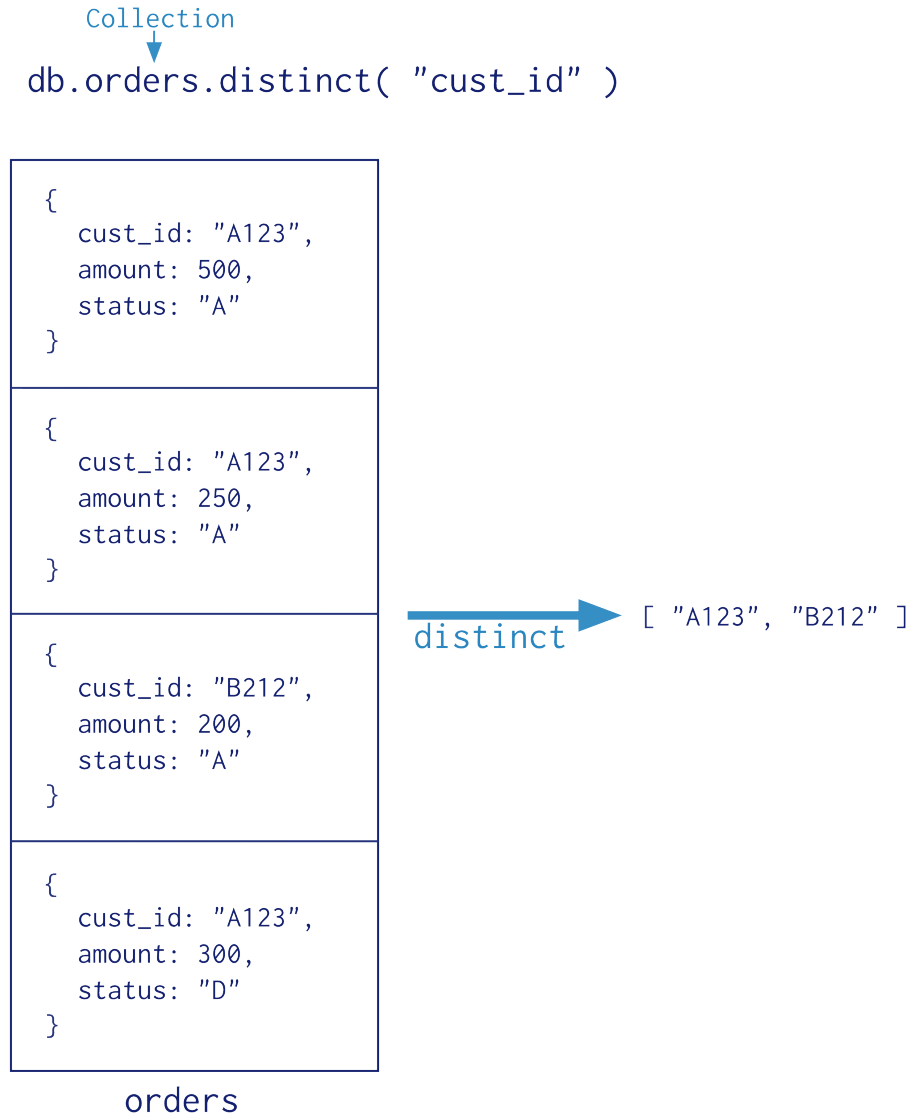 Collection
db.orders.distinct( "cust_id" )
{
cust_id: "A123",
amount: 500,
status: "A"
}
{
cust_id: "A123",
amount: 250,
status: "A"
}
{
cust_id: "B212",
amount: 200,
status: "A"
}
{
cust_id: "A123",
amount: 300,
status: "D"
}
orders
distinct
[ "A123", "B212" ]